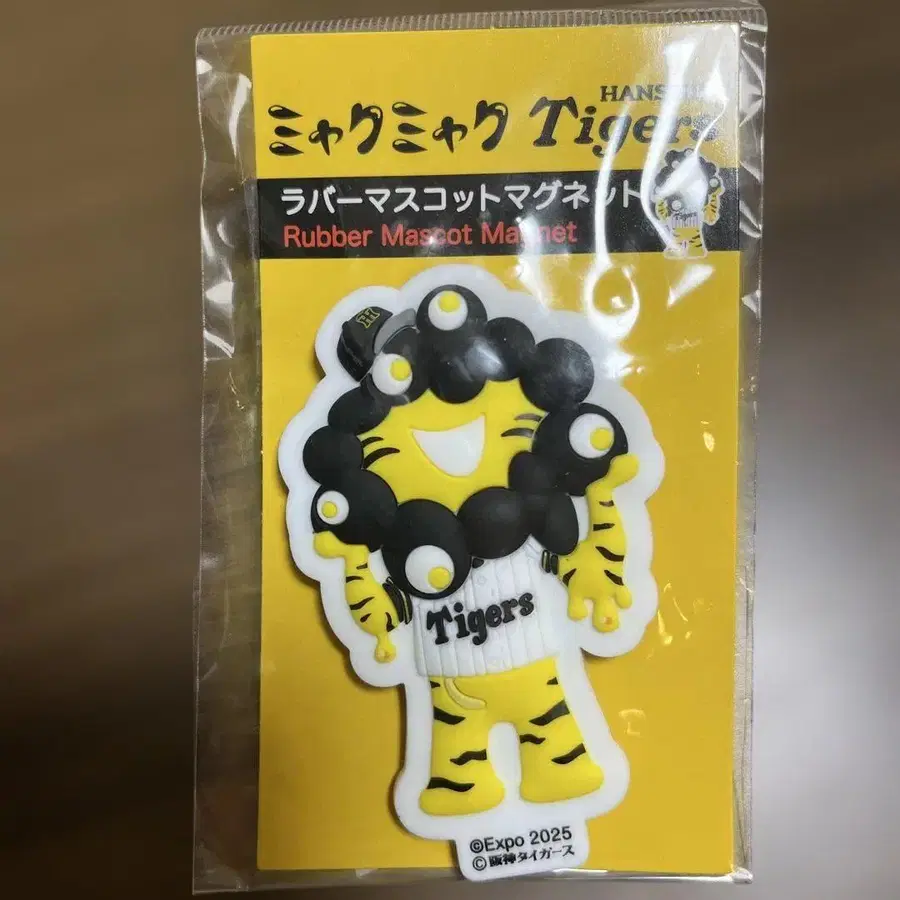 HANSHIN
ミャクミャク Tigers
ラバーマスコットマグネット
Rubber Mascot Magnet
Tigers
Tigers
©Expo 2025
©阪神タイガース